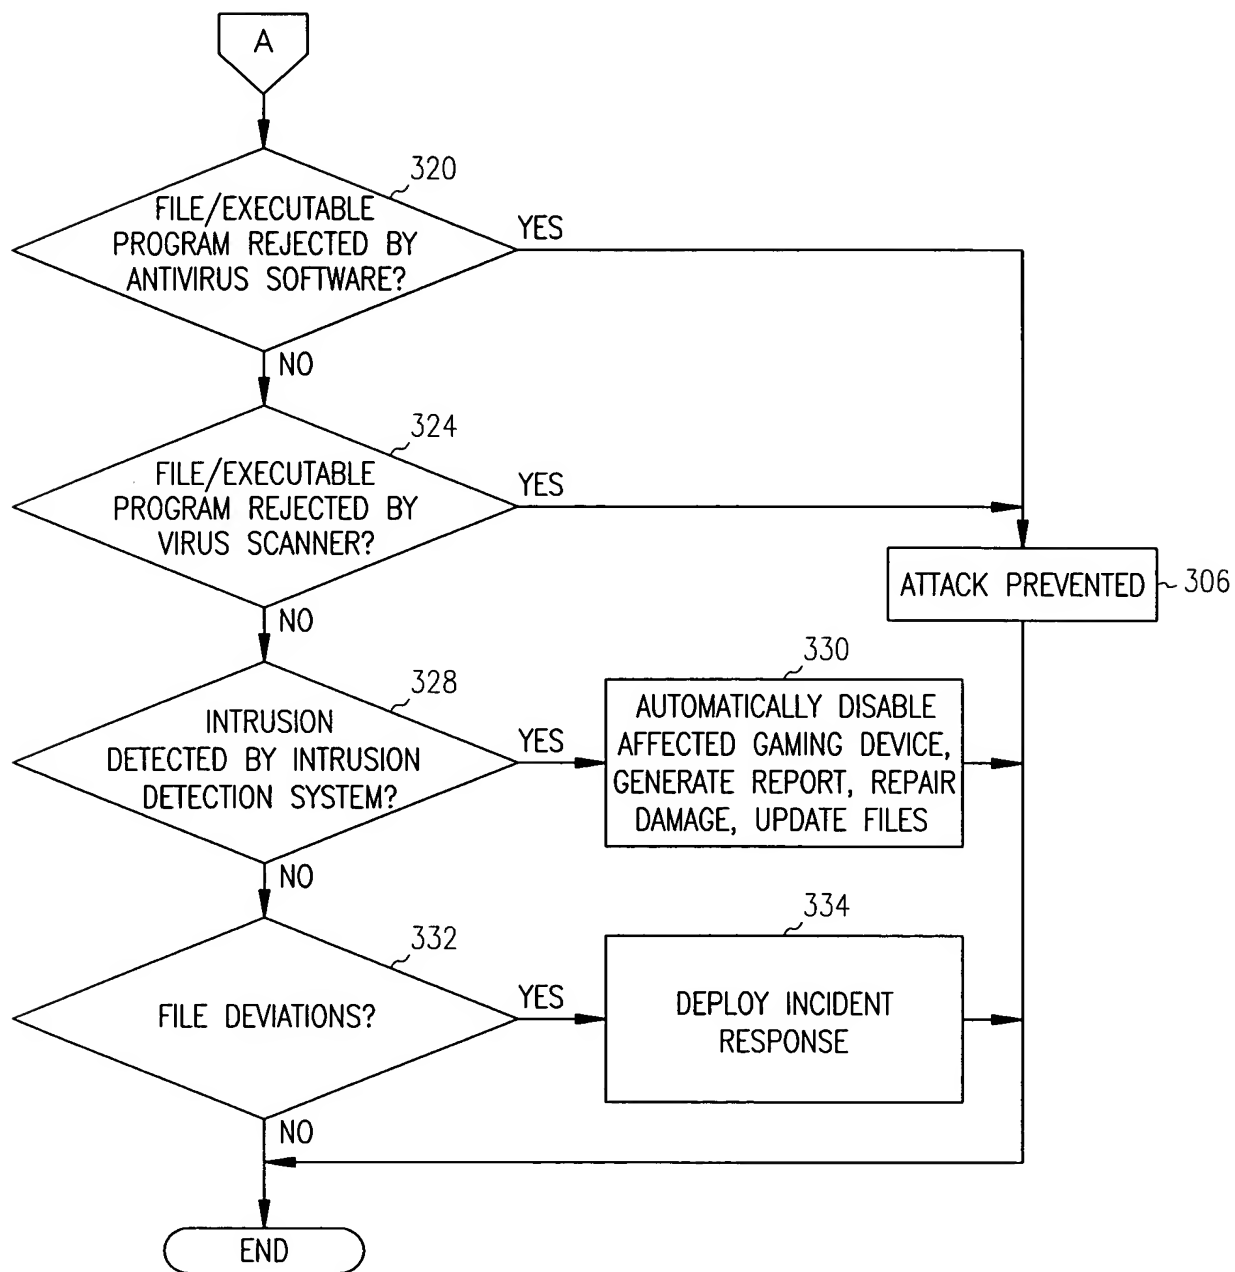 A
320
FILE/EXECUTABLE
PROGRAM REJECTED BY
ANTIVIRUS SOFTWARE?
YES
NO
324
FILE/EXECUTABLE
PROGRAM REJECTED BY
VIRUS SCANNER?
YES
NO
ATTACK PREVENTED
306
328
INTRUSION
DETECTED BY INTRUSION
DETECTION SYSTEM?
YES
NO
330
AUTOMATICALLY DISABLE
AFFECTED GAMING DEVICE,
GENERATE REPORT, REPAIR
DAMAGE, UPDATE FILES
332
FILE DEVIATIONS?
YES
NO
334
DEPLOY INCIDENT
RESPONSE
END